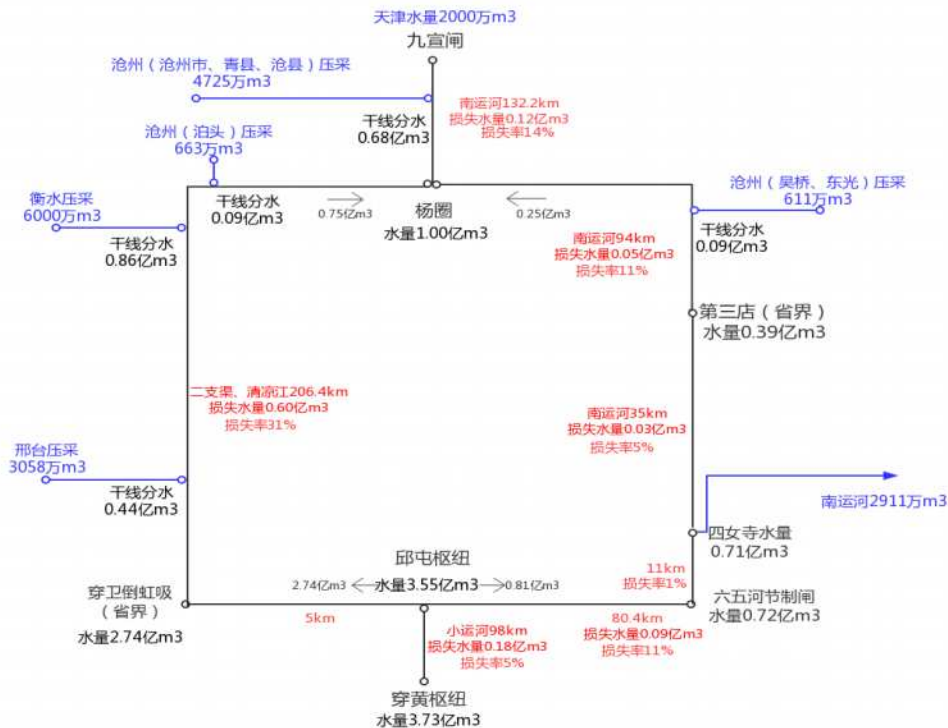 天津水量2000万m3
九宣闸
沧州（沧州市、青县、沧县）压采
4725万m3
南运河132.2km
损失水量0.12亿m3
损失率14%
干线分水
0.68亿m3
沧州（泊头）压采
663万m3
衡水压采
6000万m3
干线分水
0.09亿m3
0.75亿m3
杨圈
水量1.00亿m3
0.25亿m3
沧州（吴桥、东光）压采
611万m3
干线分水
0.86亿m3
南运河94km
损失水量0.05亿m3
损失率11%
干线分水
0.09亿m3
第三店（省界）
水量0.39亿m3
二支渠、清凉江206.4km
损失水量0.60亿m3
损失率31%
南运河35km
损失水量0.03亿m3
损失率5%
邢台压采
3058万m3
干线分水
0.44亿m3
南运河2911万m3
四女寺水量
0.71亿m3
邱屯枢纽
2.74亿m3
水量3.55亿m3
0.81亿m3
11km
损失率1%
穿卫倒虹吸
（省界）
水量2.74亿m3
六五河节制闸
水量0.72亿m3
5km
小运河98km
损失水量0.18亿m3
损失率5%
80.4km
损失水量0.09亿m3
损失率11%
穿黄枢纽
水量3.73亿m3